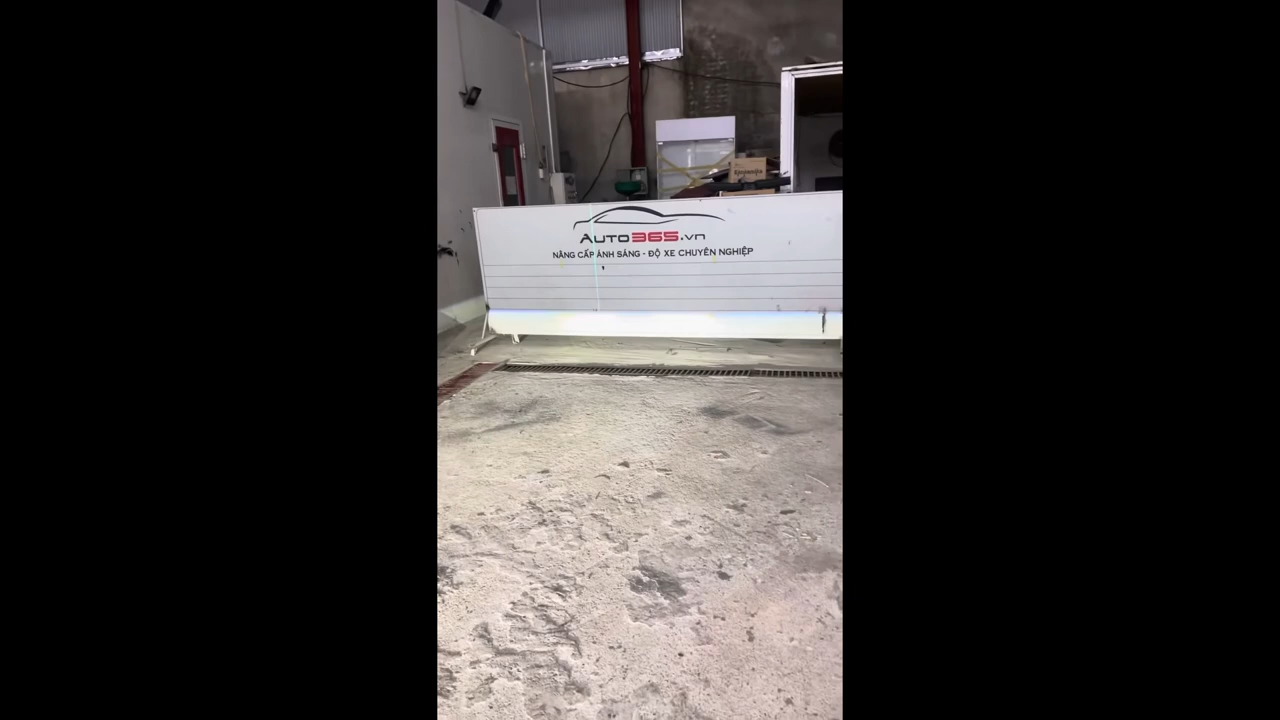 AUTO365.VN
NÂNG CẤP ÁNH SÁNG - ĐỘ XE CHUYÊN NGHIỆP